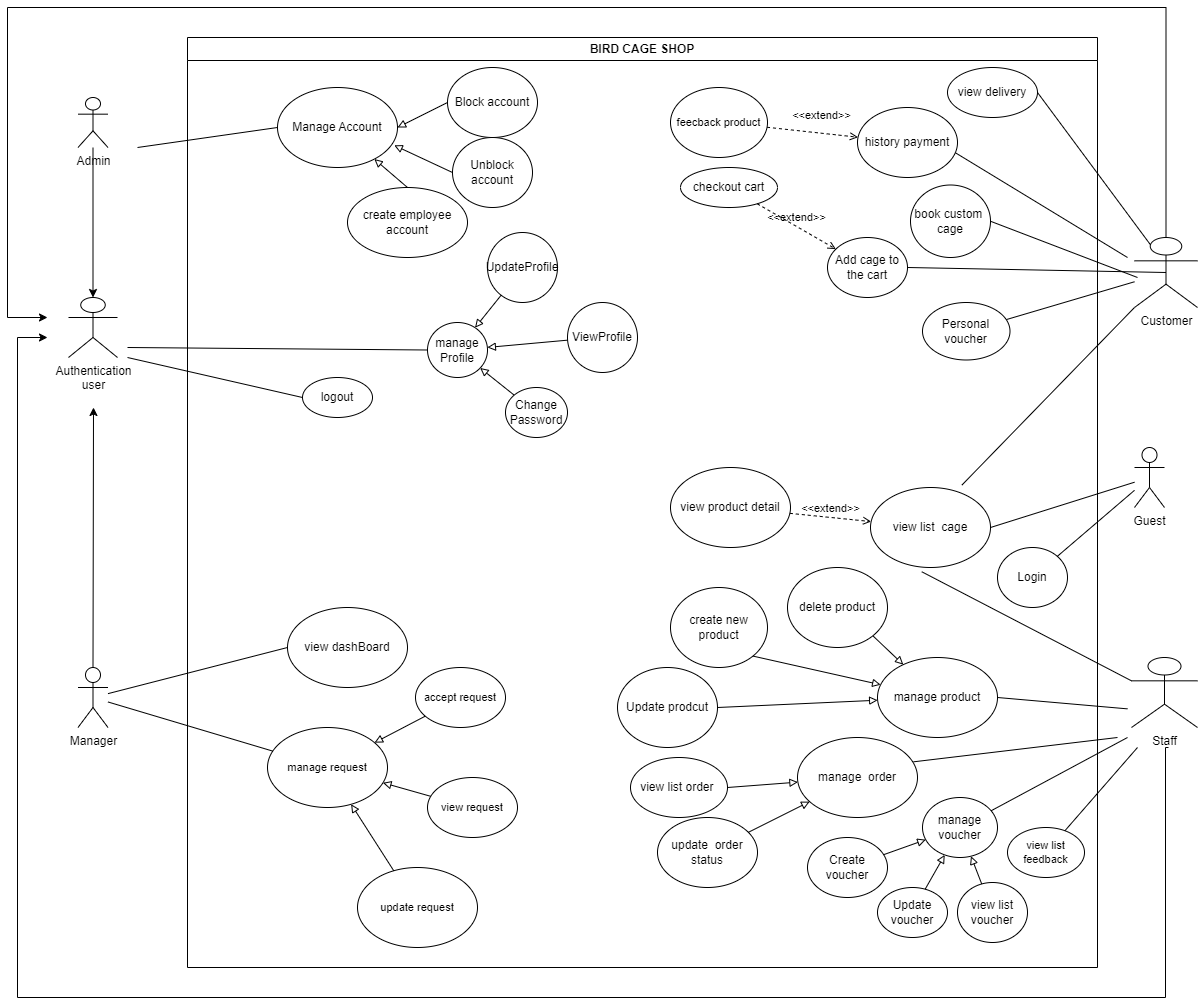 BIRD CAGE SHOP
Admin
Manage Account
Block account
Unblock
account
create employee
account
feecback product
<<extend>>
history payment
view delivery
checkout cart
<<extend>>
book custom
cage
Add cage to
the cart
Personal
voucher
Customer
UpdateProfile
manage
Profile
ViewProfile
Change
Password
Authentication
user
logout
view product detail
<<extend>>
view list  cage
Guest
Login
create new
product
delete product
Update prodcut
manage product
Staff
view dashBoard
accept request
Manager
manage request
view request
update request
view list order
manage  order
update  order
status
manage
voucher
Create
voucher
Update
voucher
view list
voucher
view list
feedback